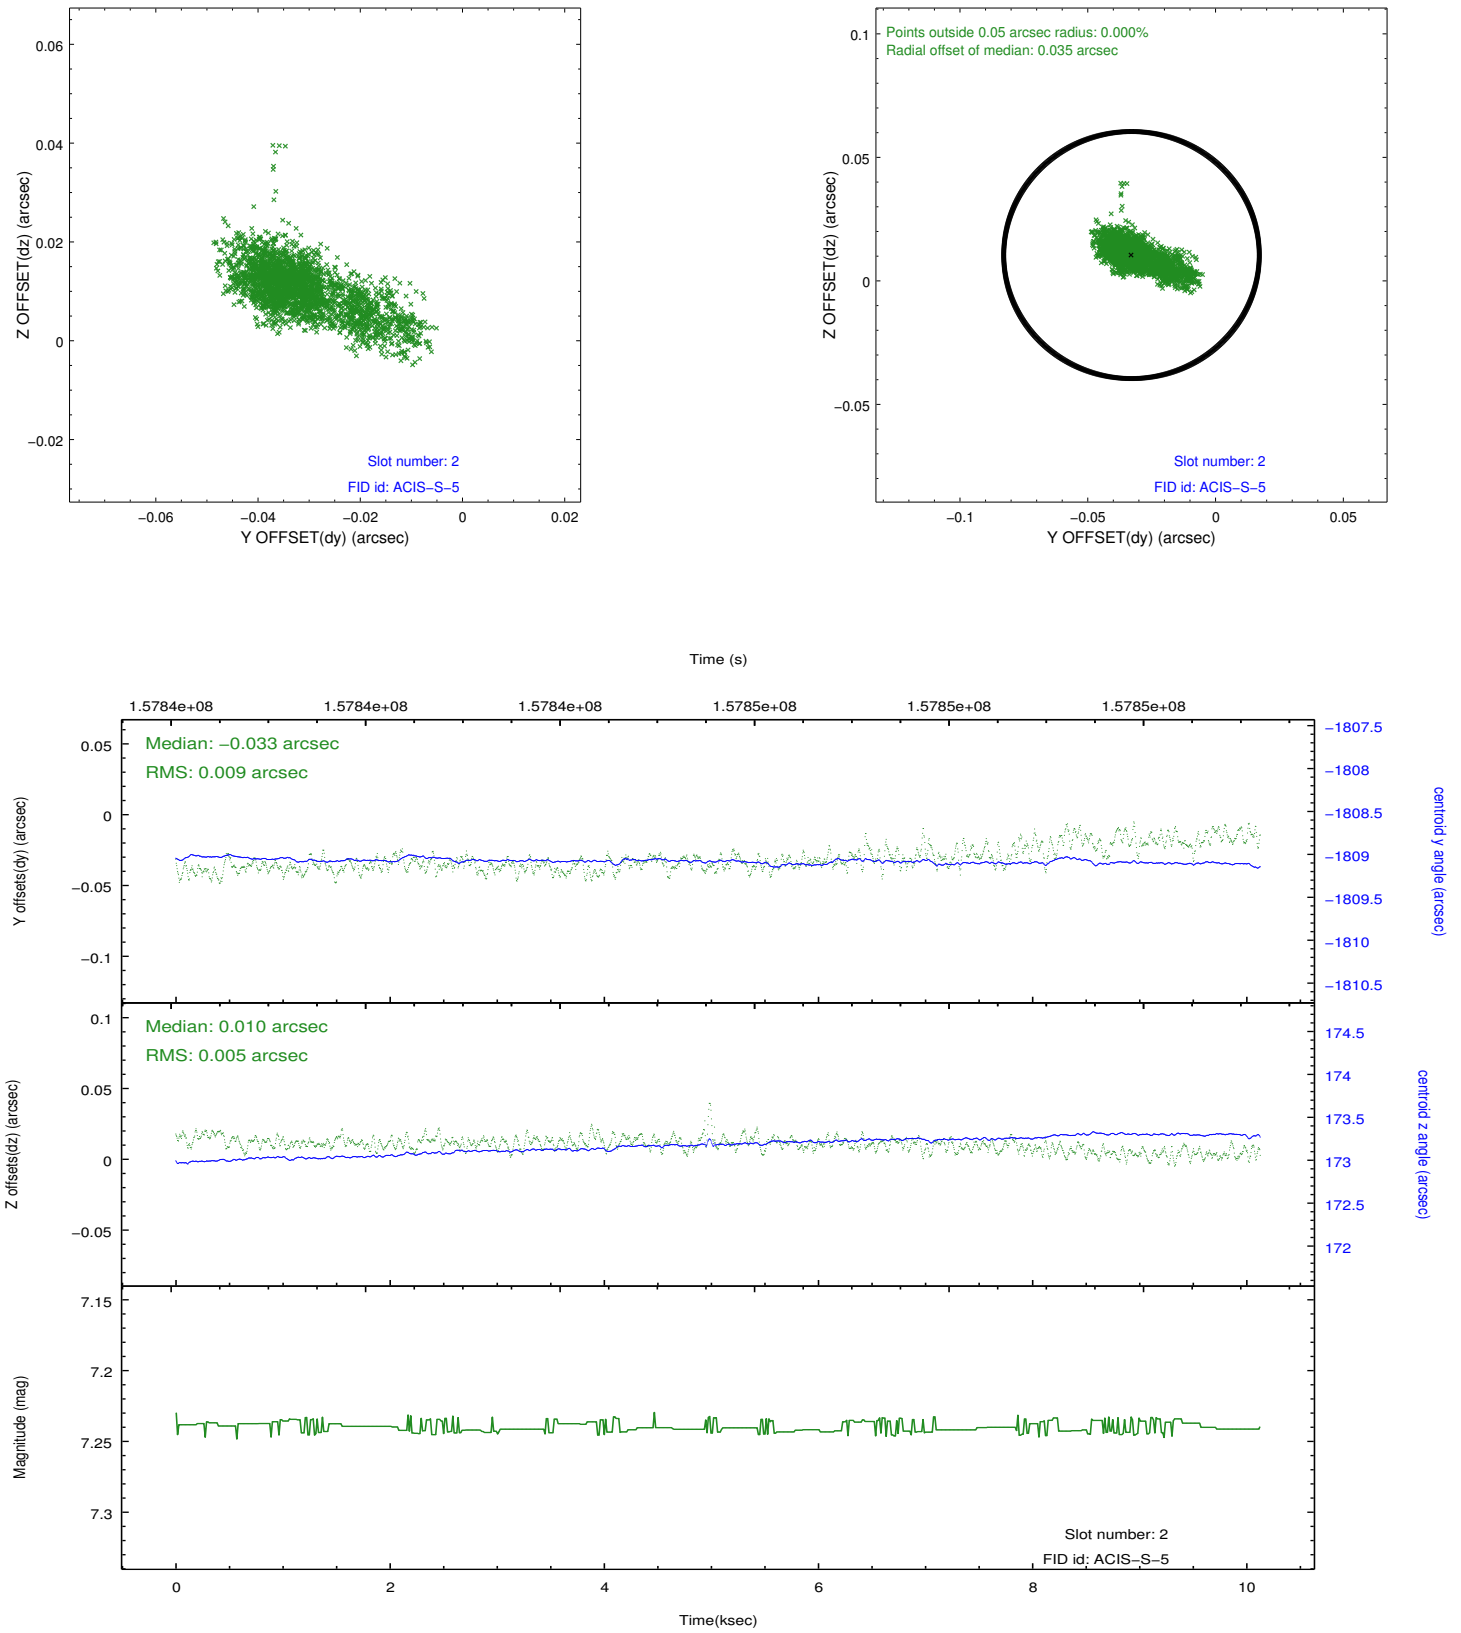 0.06
0.04
0.02
0
−0.02
Z OFFSET(dz) (arcsec)
Slot number: 2
FID id: ACIS−S−5
−0.06
−0.04
−0.02
0
0.02
Y OFFSET(dy) (arcsec)
Points outside 0.05 arcsec radius: 0.000%
Radial offset of median: 0.035 arcsec
0.1
0.05
0
−0.05
Z OFFSET(dz) (arcsec)
Slot number: 2
FID id: ACIS−S−5
−0.1
−0.05
0
0.05
Y OFFSET(dy) (arcsec)
Time (s)
1.5784e+08
1.5784e+08
1.5784e+08
1.5785e+08
1.5785e+08
1.5785e+08
Median: −0.033 arcsec
RMS: 0.009 arcsec
0.05
0
−0.05
−0.1
Y offsets(dy) (arcsec)
−1807.5
−1808
−1808.5
−1809
−1809.5
−1810
−1810.5
centroid y angle (arcsec)
Median: 0.010 arcsec
RMS: 0.005 arcsec
0.1
0.05
0
−0.05
Z offsets(dz) (arcsec)
174.5
174
173.5
173
172.5
172
centroid z angle (arcsec)
7.15
7.2
7.25
7.3
Magnitude (mag)
Slot number: 2
FID id: ACIS−S−5
0
2
4
6
8
10
Time(ksec)